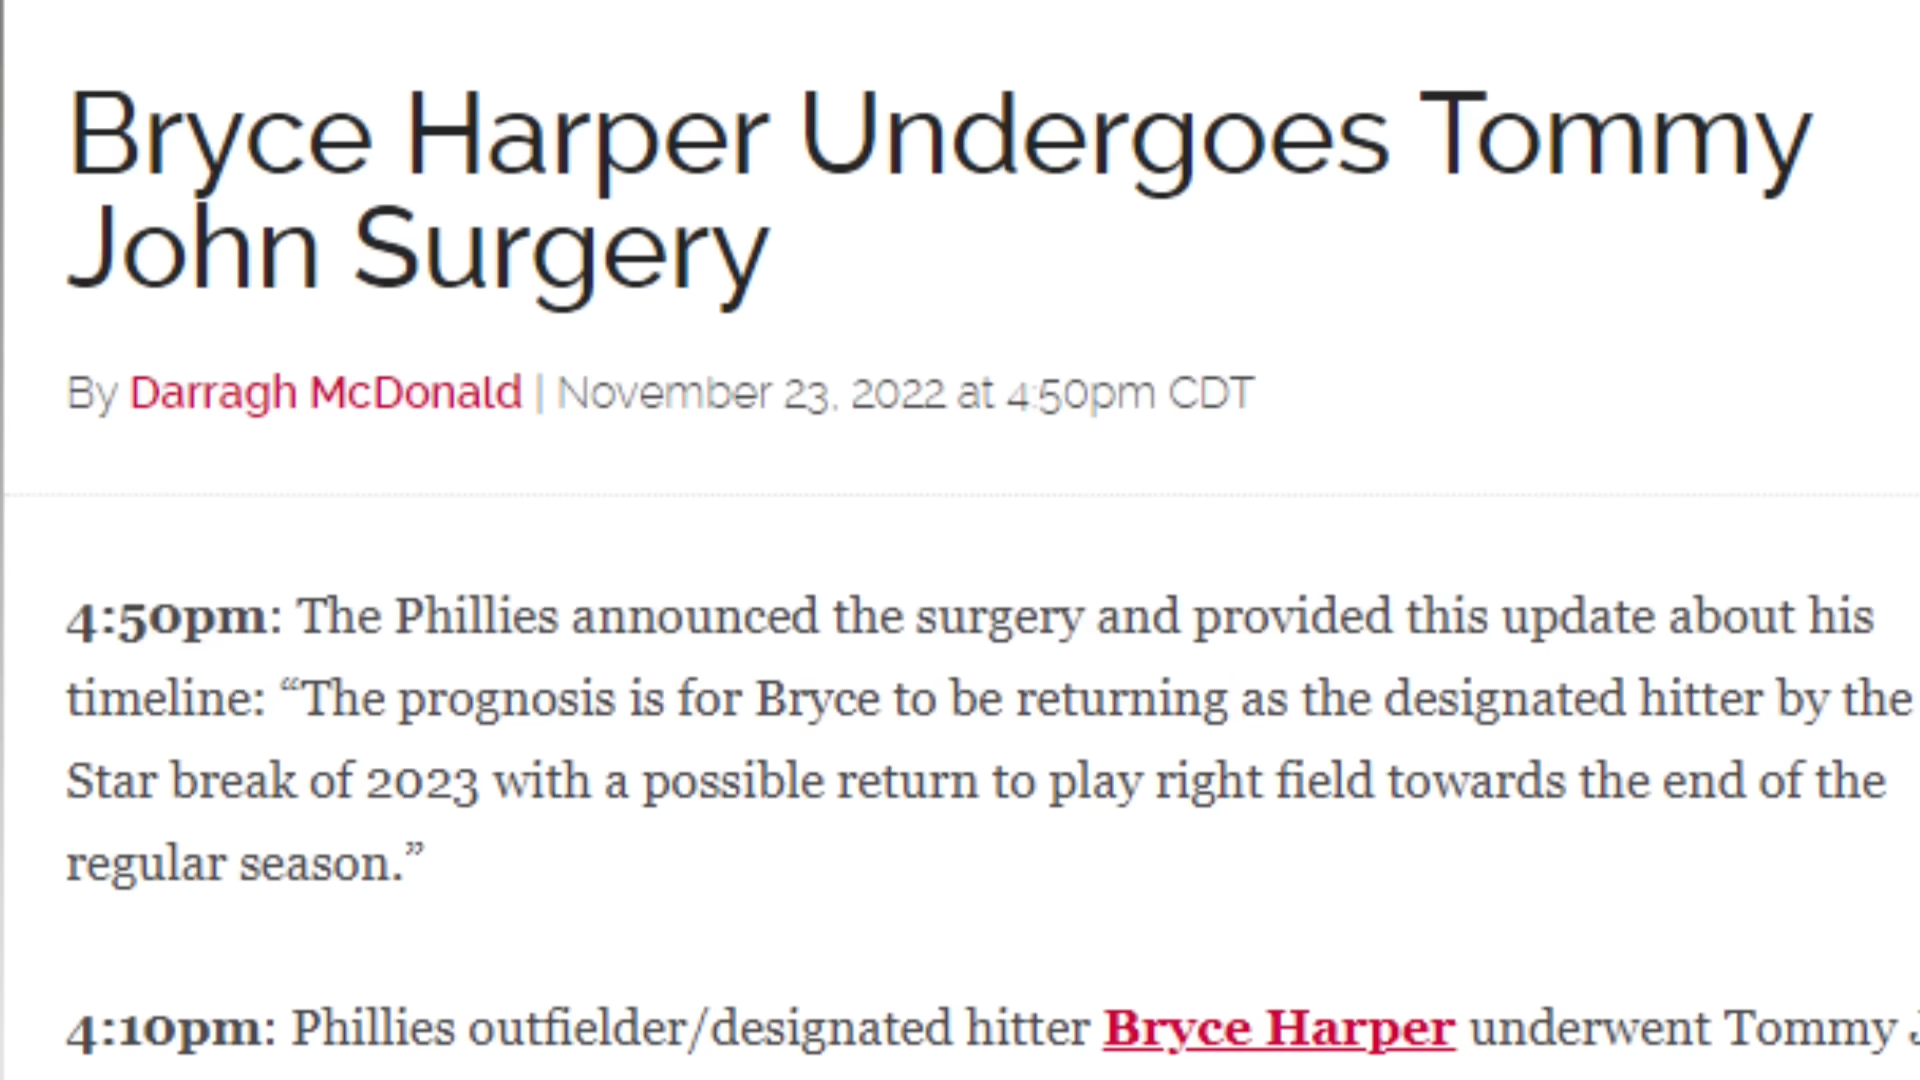 Bryce Harper Undergoes Tommy
John Surgery
By Darragh McDonald | November 23, 2022 at 4:50pm CDT
4:50pm: The Phillies announced the surgery and provided this update about his
timeline: “The prognosis is for Bryce to be returning as the designated hitter by the
Star break of 2023 with a possible return to play right field towards the end of the
regular season.”
4:10pm: Phillies outfielder/designated hitter Bryce Harper underwent Tommy